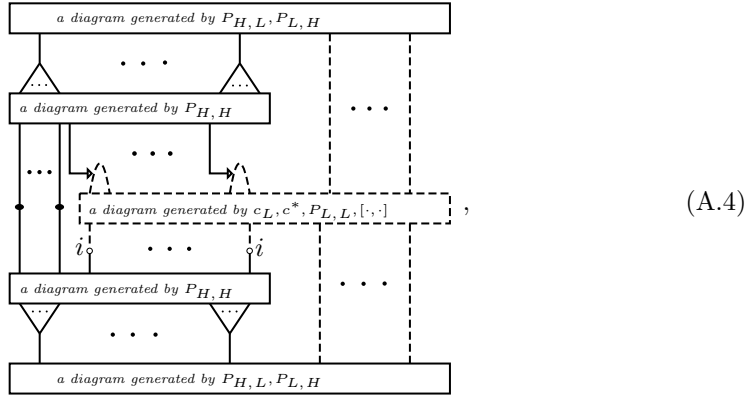 a diagram generated by P_{H,L}, P_{L,H}
· · ·
... ...
a diagram generated by P_{H,H}
· · ·
· · ·
...
a diagram generated by c_L, c^*, P_{L,L}, [·,·] , (A.4)
i · · · i
a diagram generated by P_{H,H}
· · ·
... ...
· · ·
a diagram generated by P_{H,L}, P_{L,H}